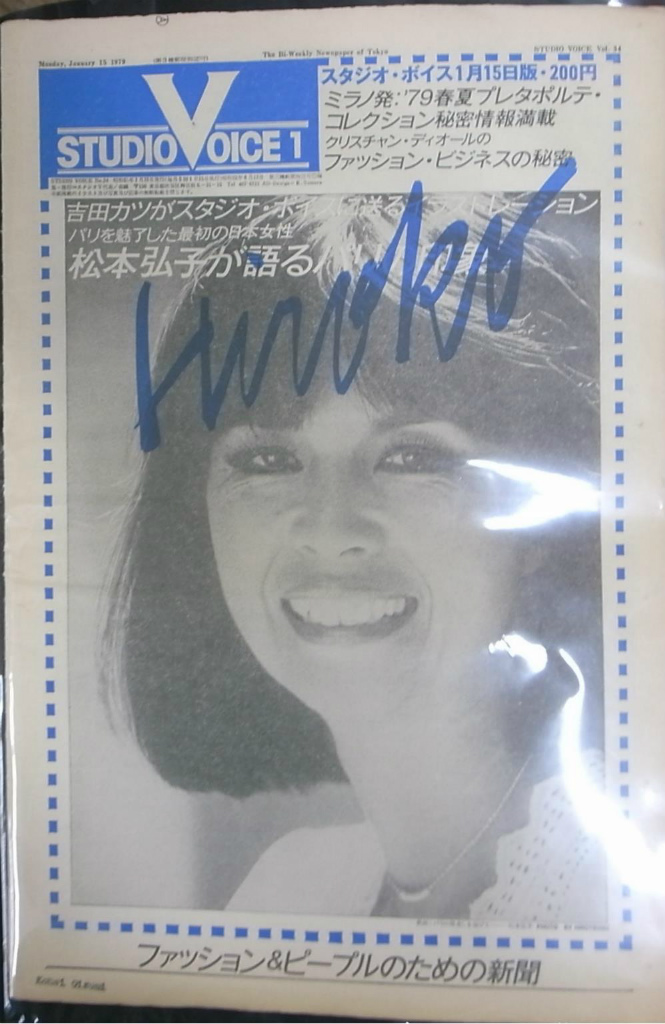 Monday, January 15 1979
The Bi-Weekly Newspaper of Tokyo
STUDIO VOICE Vol. 34
STUDIO VOICE 1
スタジオ・ボイス1月15日版・200円
ミラノ発:'79春夏プレタポルテ・
コレクション秘密情報満載
クリスチャン・ディオールの
ファッション・ビジネスの秘密
吉田カツがスタジオ・ボイスに送るイラストレーション
パリを魅了した最初の日本女性
松本弘子が語るパリ
Hiroko
ファッション&ピープルのための新聞